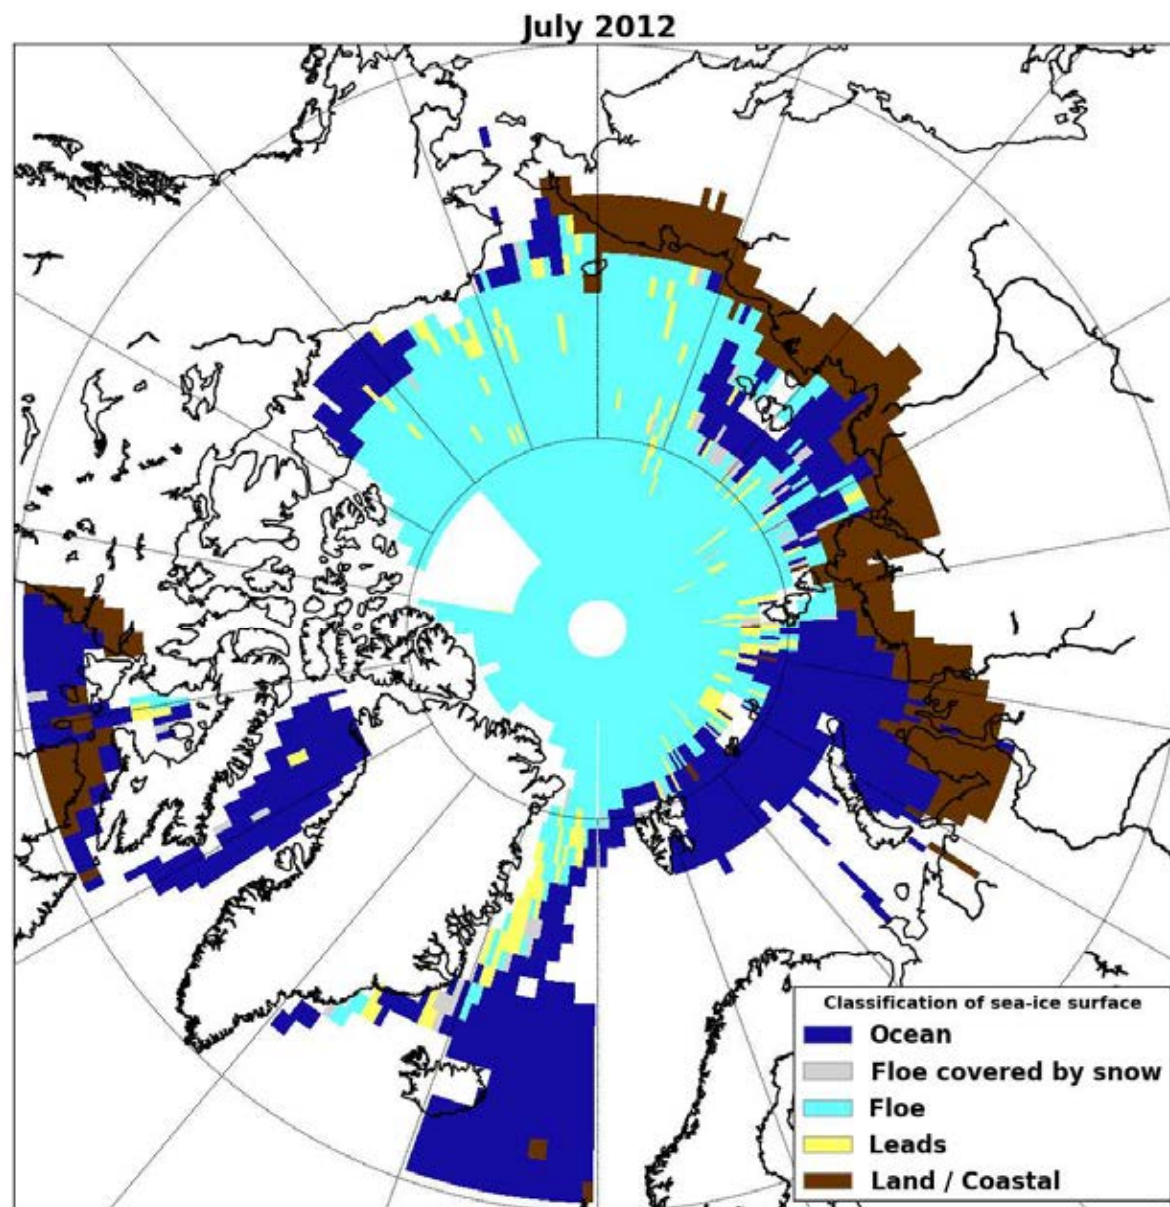 July 2012
Classification of sea-ice surface
Ocean
Floe covered by snow
Floe
Leads
Land / Coastal